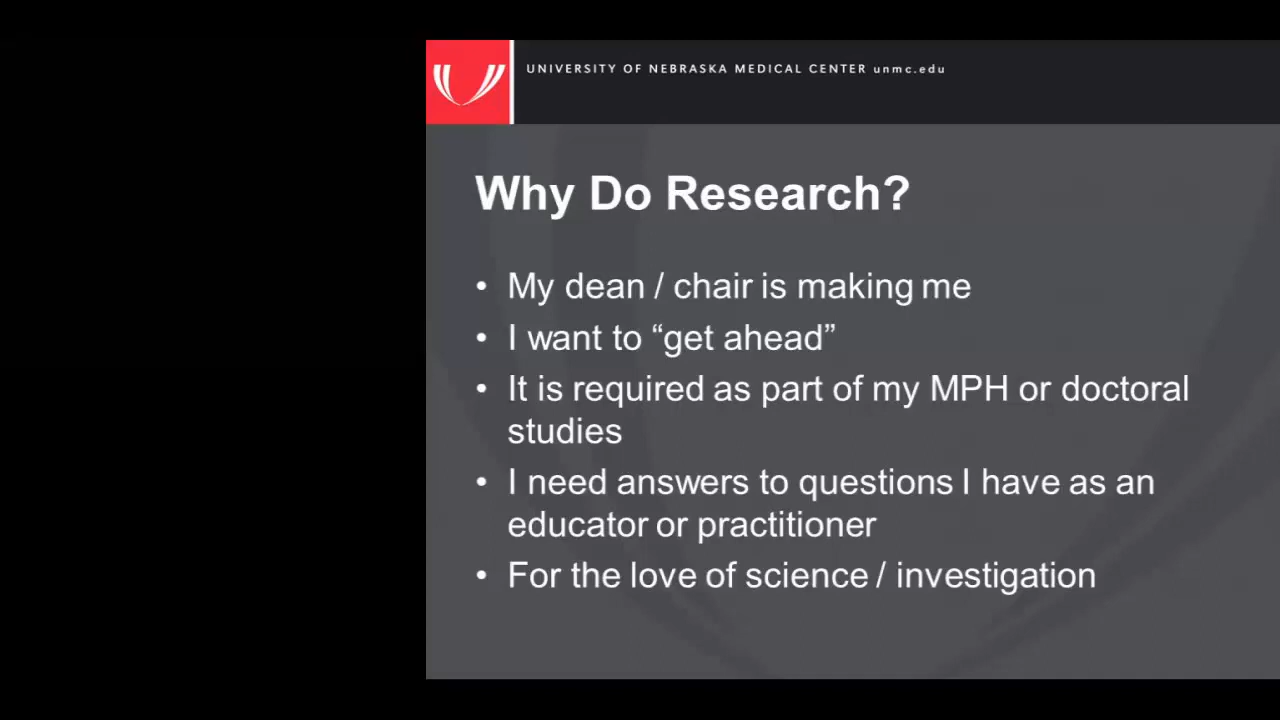 UNIVERSITY OF NEBRASKA MEDICAL CENTER unmc.edu
Why Do Research?
• My dean / chair is making me
• I want to “get ahead”
• It is required as part of my MPH or doctoral
studies
• I need answers to questions I have as an
educator or practitioner
• For the love of science / investigation